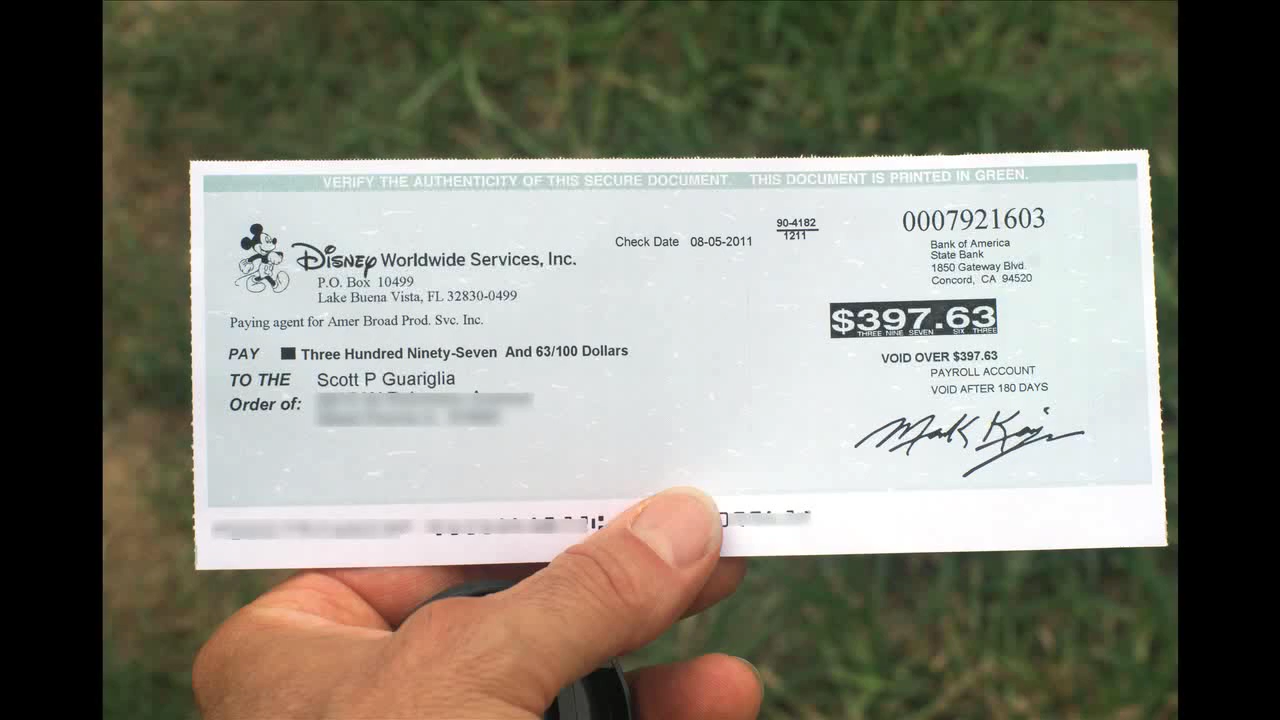 VERIFY THE AUTHENTICITY OF THIS SECURE DOCUMENT. THIS DOCUMENT IS PRINTED IN GREEN.
0007921603
90-4182
1211
Check Date 08-05-2011
Bank of America
State Bank
1850 Gateway Blvd.
Concord, CA 94520
Disney Worldwide Services, Inc.
P.O. Box 10499
Lake Buena Vista, FL 32830-0499
Paying agent for Amer Broad Prod. Svc. Inc.
$397.63
THREE NINE SEVEN SIX THREE
PAY Three Hundred Ninety-Seven And 63/100 Dollars
VOID OVER $397.63
PAYROLL ACCOUNT
VOID AFTER 180 DAYS
TO THE Scott P Guariglia
Order of: